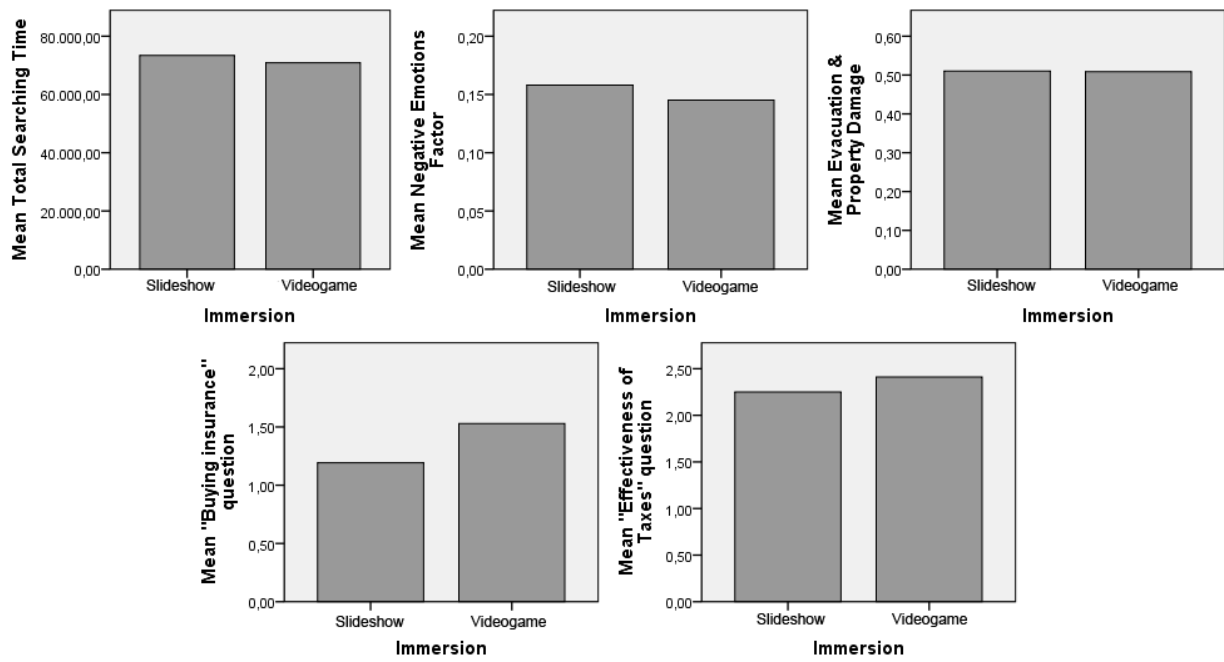 Mean Total Searching Time
80.000,00
60.000,00
40.000,00
20.000,00
0,00
Slideshow
Videogame
Immersion
Mean Negative Emotions
Factor
0,20
0,15
0,10
0,05
0,00
Slideshow
Videogame
Immersion
Mean Evacuation &
Property Damage
0,60
0,50
0,40
0,30
0,20
0,10
0,00
Slideshow
Videogame
Immersion
Mean "Buying insurance"
question
2,00
1,50
1,00
0,50
0,00
Slideshow
Videogame
Immersion
Mean "Effectiveness of
Taxes" question
2,50
2,00
1,50
1,00
0,50
0,00
Slideshow
Videogame
Immersion